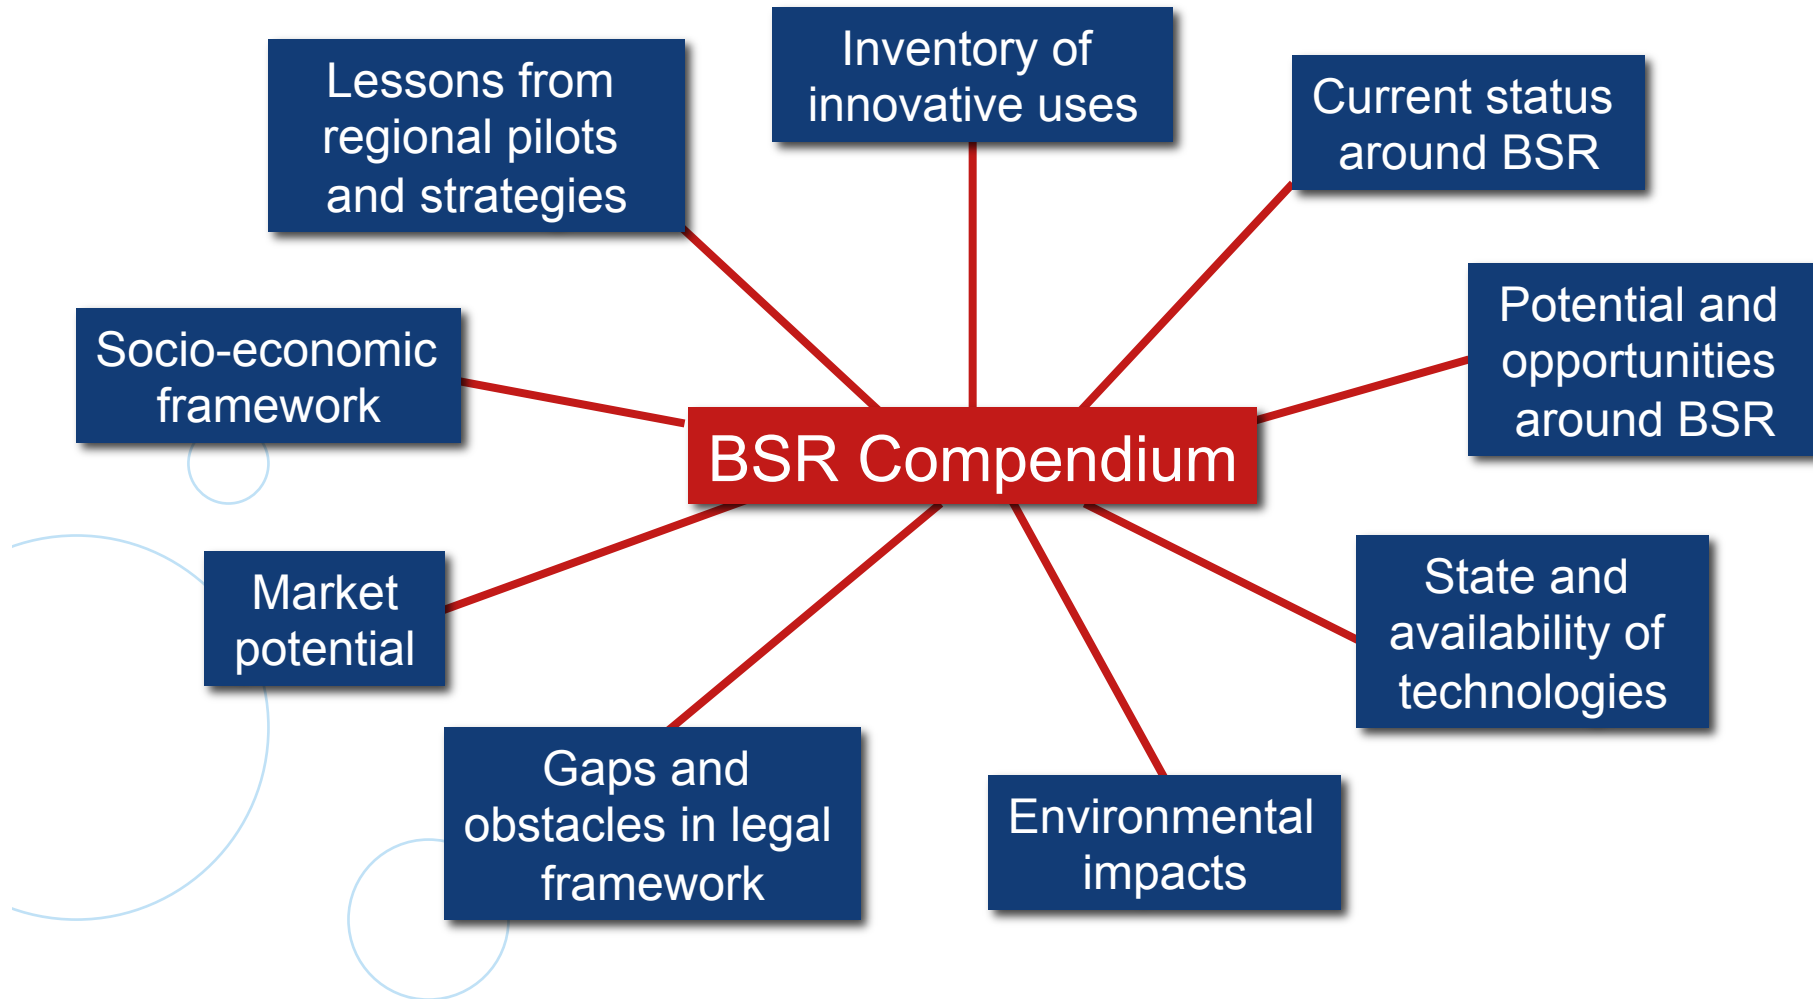 Inventory of
innovative uses
Lessons from
regional pilots
and strategies
Current status
around BSR
Potential and
opportunities
around BSR
Socio-economic
framework
BSR Compendium
Market
potential
State and
availability of
technologies
Gaps and
obstacles in legal
framework
Environmental
impacts